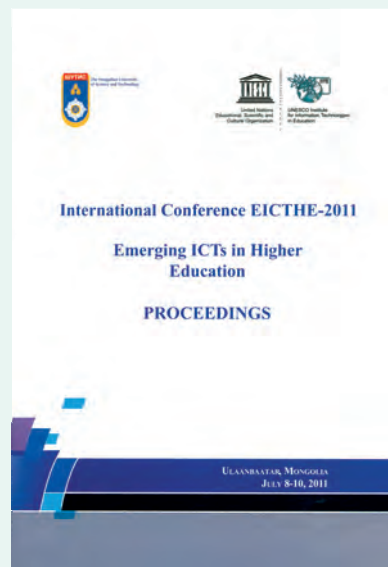 The Mongolian University
of Science and Technology
United Nations
Educational, Scientific and
Cultural Organization
UNESCO Institute
for Information Technologies
in Education
International Conference EICTHE-2011
Emerging ICTs in Higher
Education
PROCEEDINGS
ULAANBAATAR, MONGOLIA
JULY 8-10, 2011